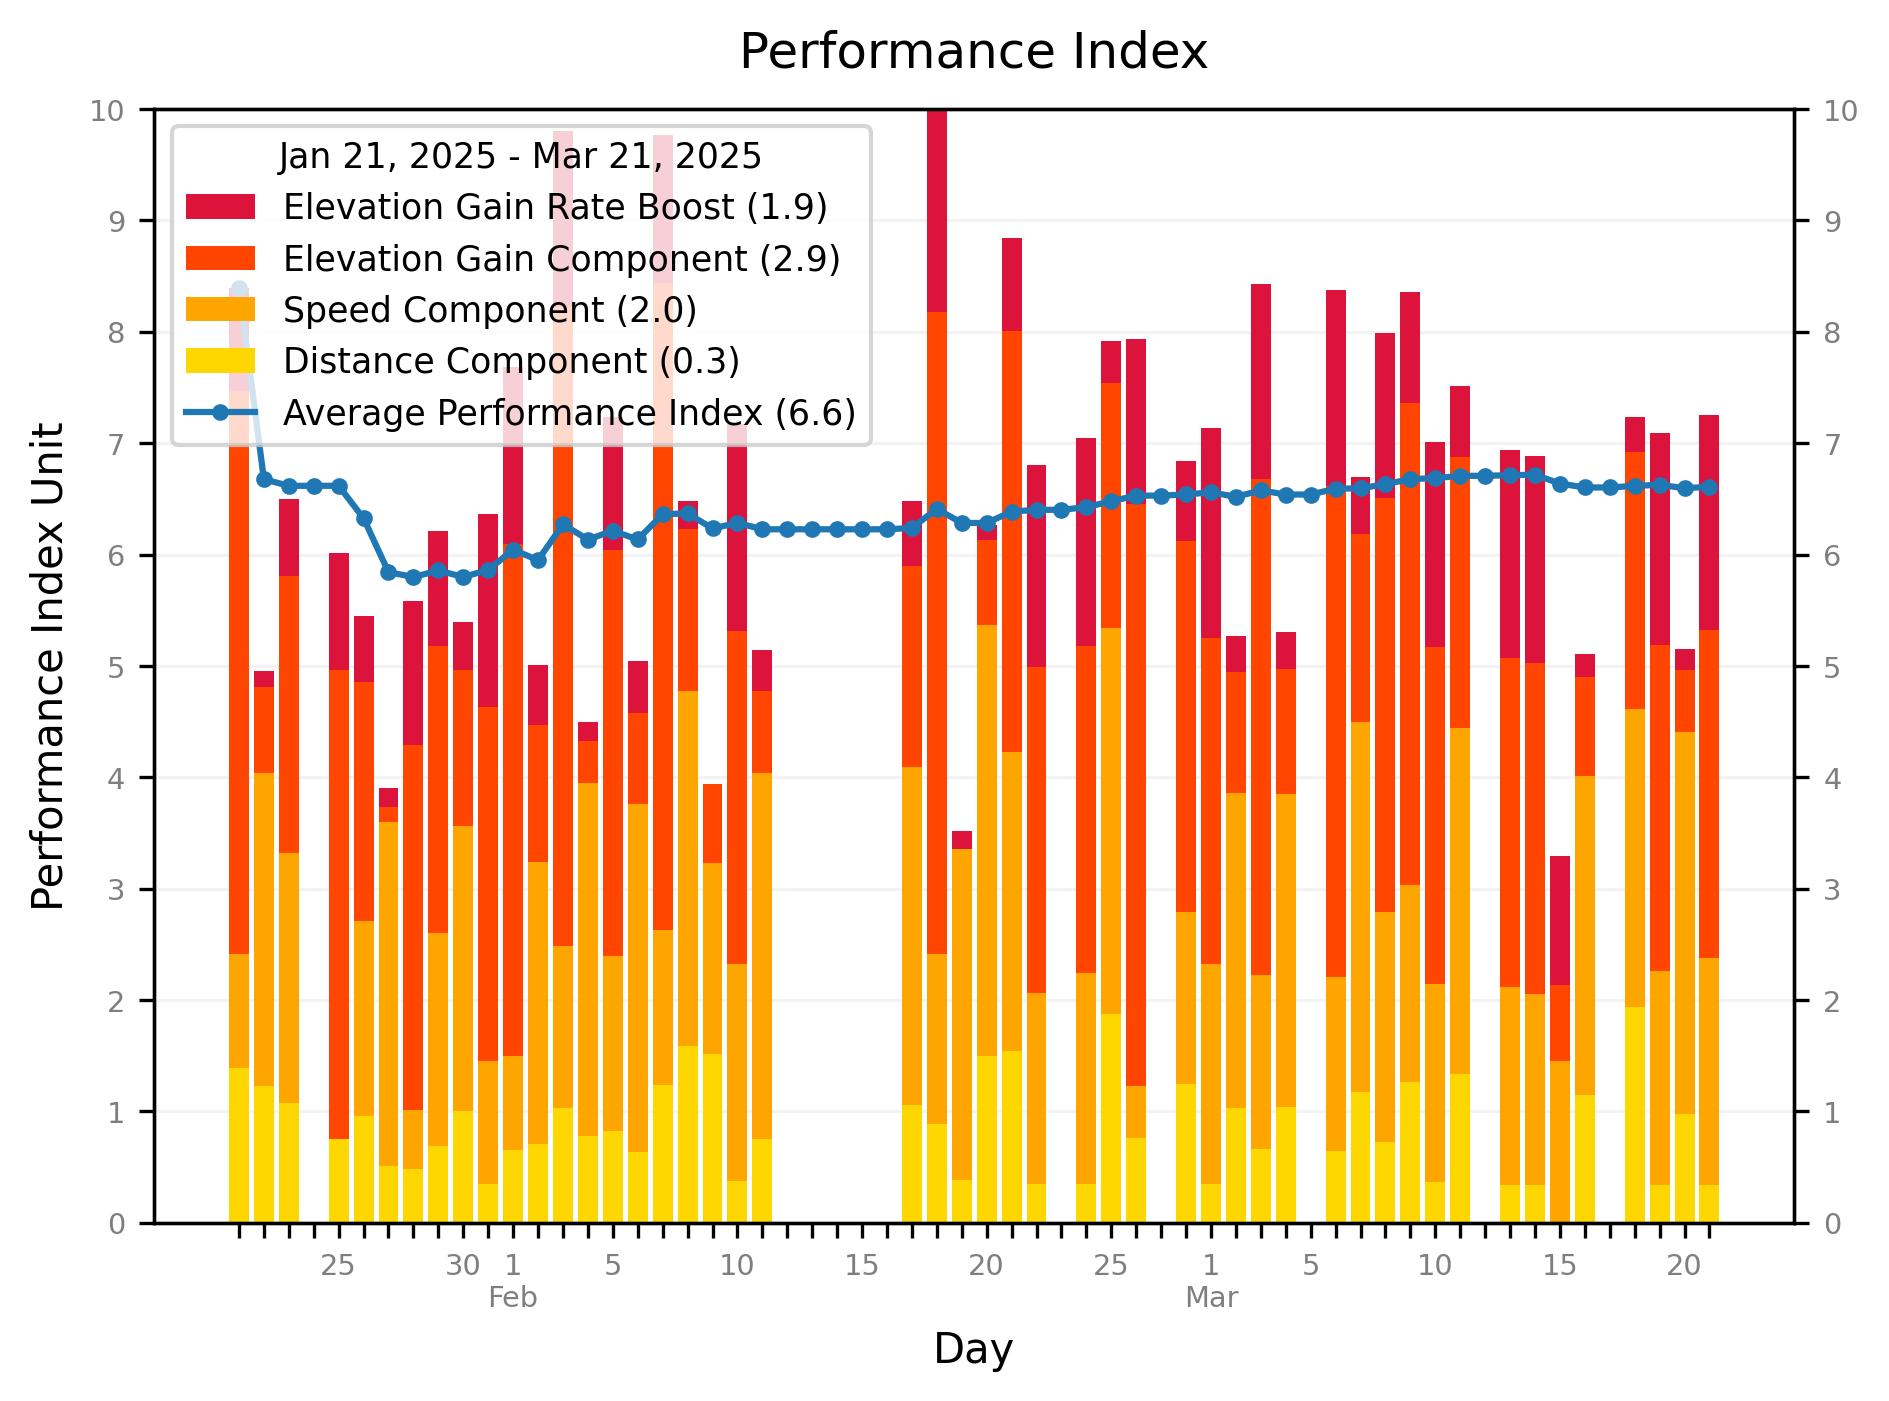 Performance Index
Jan 21, 2025 - Mar 21, 2025
Elevation Gain Rate Boost (1.9)
Elevation Gain Component (2.9)
Speed Component (2.0)
Distance Component (0.3)
Average Performance Index (6.6)
Performance Index Unit
10
9
8
7
6
5
4
3
2
1
0
10
9
8
7
6
5
4
3
2
1
0
25 30 1 5 10 15 20 25 1 5 10 15 20
Feb Mar
Day